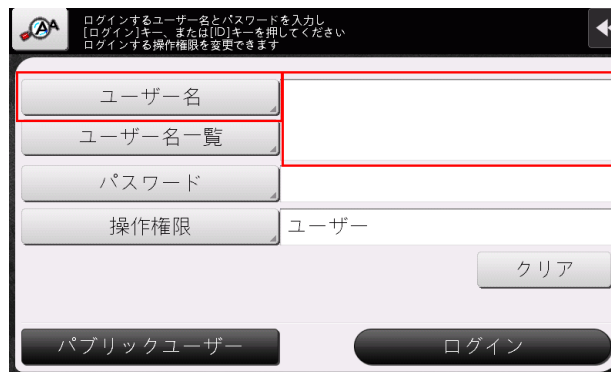 ログインするユーザー名とパスワードを入力し
[ログイン]キー、または[ID]キーを押してください
ログインする操作権限を変更できます
ユーザー名
ユーザー名一覧
パスワード
操作権限
ユーザー
クリア
パブリックユーザー
ログイン